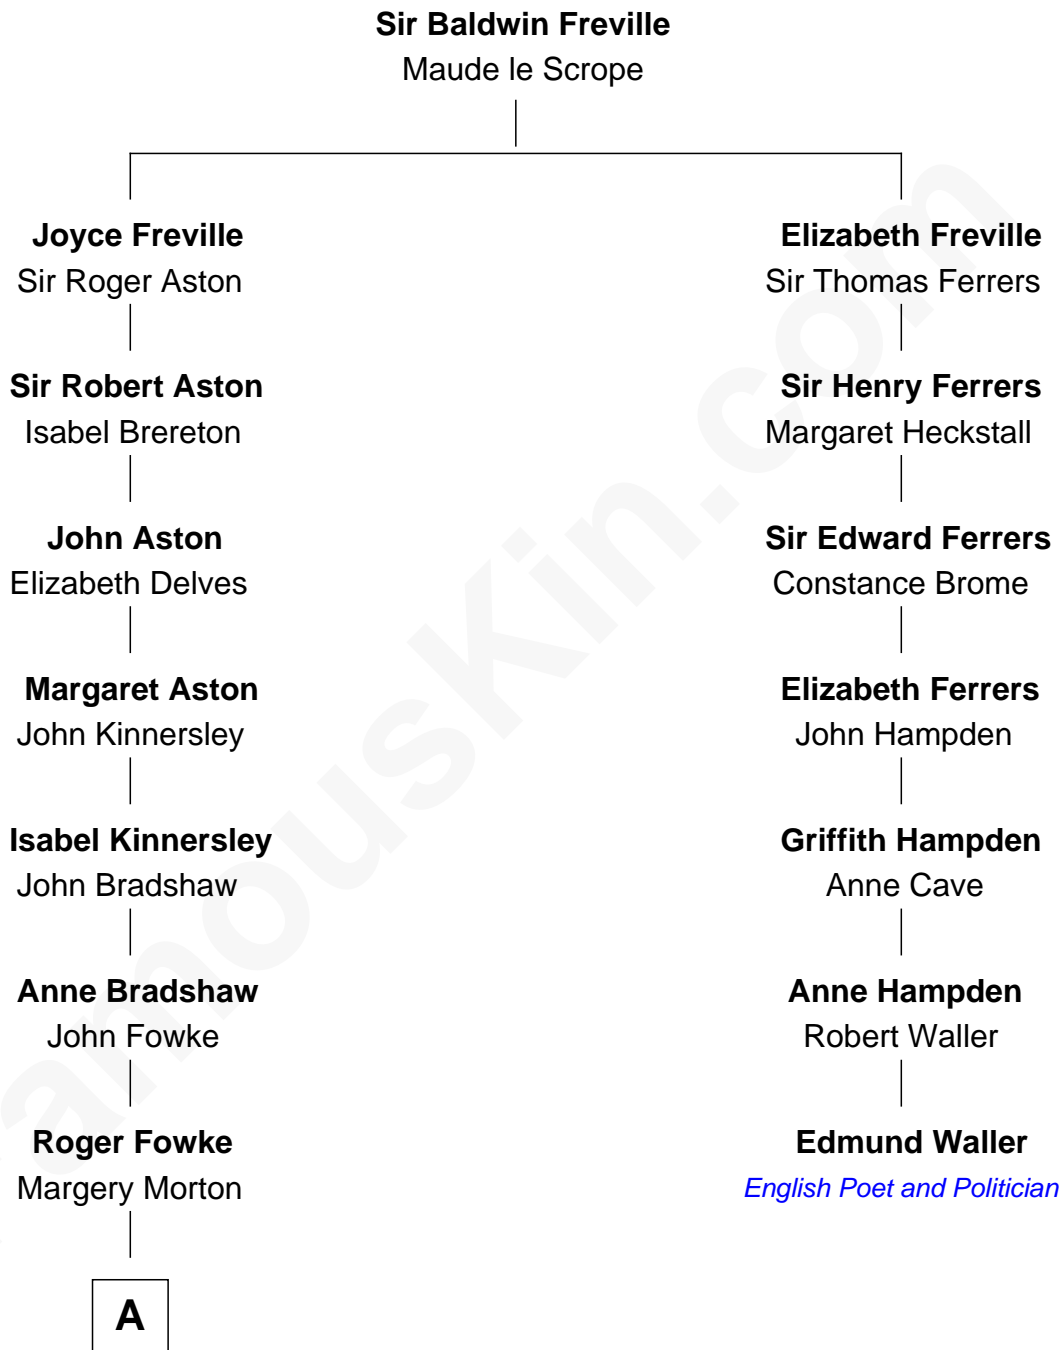 Sir Baldwin Freville
Maude le Scrope
Joyce Freville
Sir Roger Aston
Elizabeth Freville
Sir Thomas Ferrers
Sir Robert Aston
Isabel Brereton
Sir Henry Ferrers
Margaret Heckstall
John Aston
Elizabeth Delves
Sir Edward Ferrers
Constance Brome
Margaret Aston
John Kinnersley
Elizabeth Ferrers
John Hampden
Isabel Kinnersley
John Bradshaw
Griffith Hampden
Anne Cave
Anne Bradshaw
John Fowke
Anne Hampden
Robert Waller
Roger Fowke
Margery Morton
Edmund Waller
English Poet and Politician
A
amousKin.com